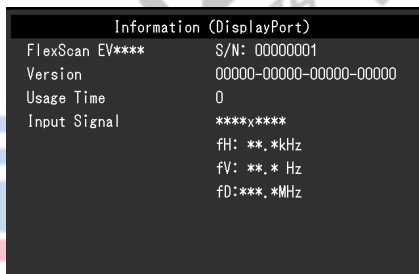 Information (DisplayPort)
FlexScan EV**** S/N: 00000001
Version 00000-00000-00000-00000
Usage Time 0
Input Signal ****x****
fH: **.*kHz
fV: **.* Hz
fD:***.*MHz